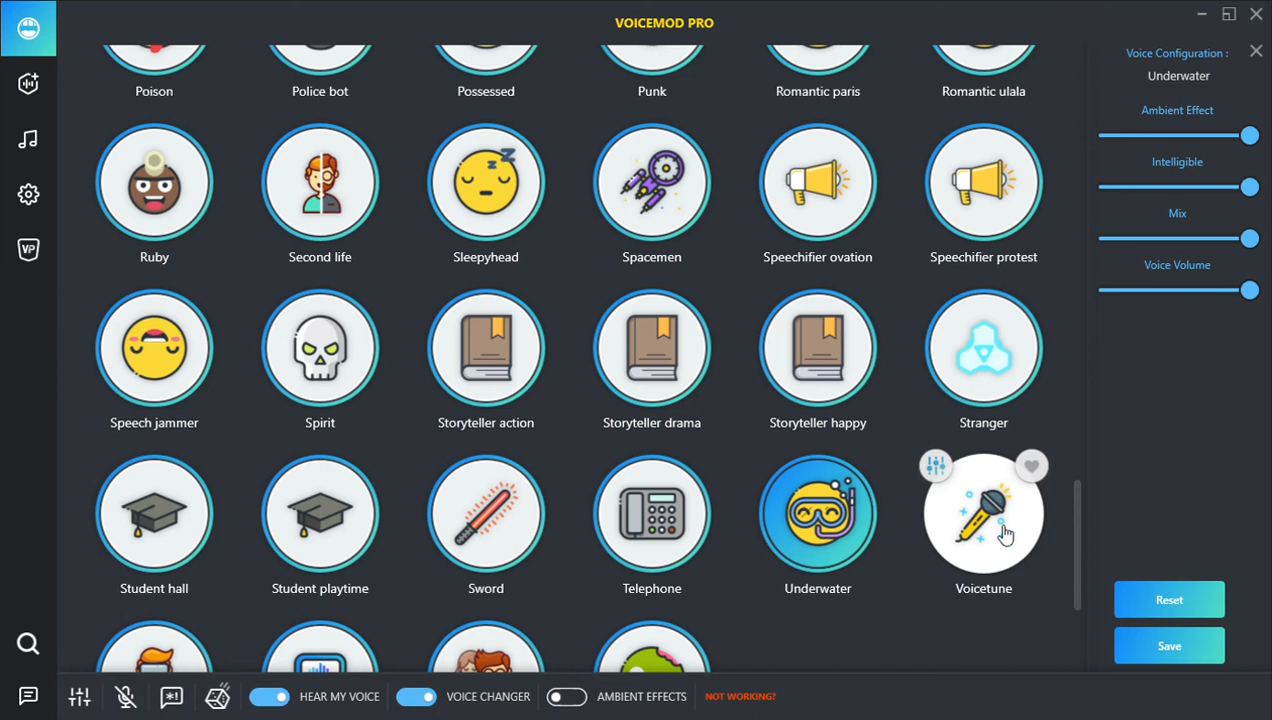 VOICEMOD PRO
Voice Configuration :
Underwater
Ambient Effect
Intelligible
Mix
Voice Volume
Reset
Save
Poison
Police bot
Possessed
Punk
Romantic paris
Romantic ulala
Ruby
Second life
Sleepyhead
Spacemen
Speechifier ovation
Speechifier protest
Speech jammer
Spirit
Storyteller action
Storyteller drama
Storyteller happy
Stranger
Student hall
Student playtime
Sword
Telephone
Underwater
Voicetune
VP
HEAR MY VOICE
VOICE CHANGER
AMBIENT EFFECTS
NOT WORKING?